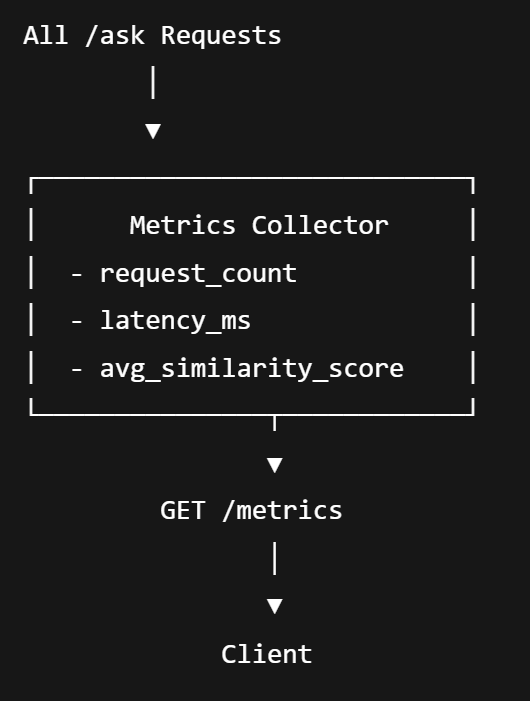 All /ask Requests
Metrics Collector
- request_count
- latency_ms
- avg_similarity_score
GET /metrics
Client